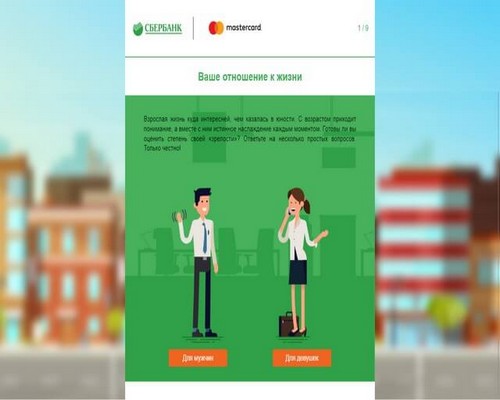 СБЕРБАНК
mastercard
1 / 9
Ваше отношение к жизни
Взрослая жизнь куда интересней, чем казалась в юности. С возрастом приходит
понимание, а вместе с ним истинное наслаждение каждым моментом. Готовы ли вы
оценить степень своей «зрелости»? Ответьте на несколько простых вопросов.
Только честно!
Для мужчин
Для девушек